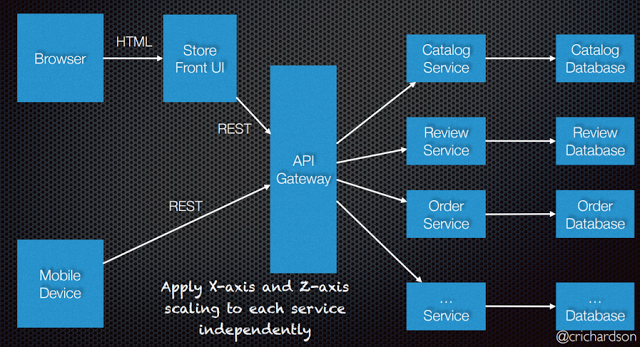 Browser
HTML
Store
Front UI
REST
REST
Mobile
Device
API
Gateway
Catalog
Service
Catalog
Database
Review
Service
Review
Database
Order
Service
Order
Database
...
Service
...
Database
Apply X-axis and Z-axis
scaling to each service
independently
@crichardson